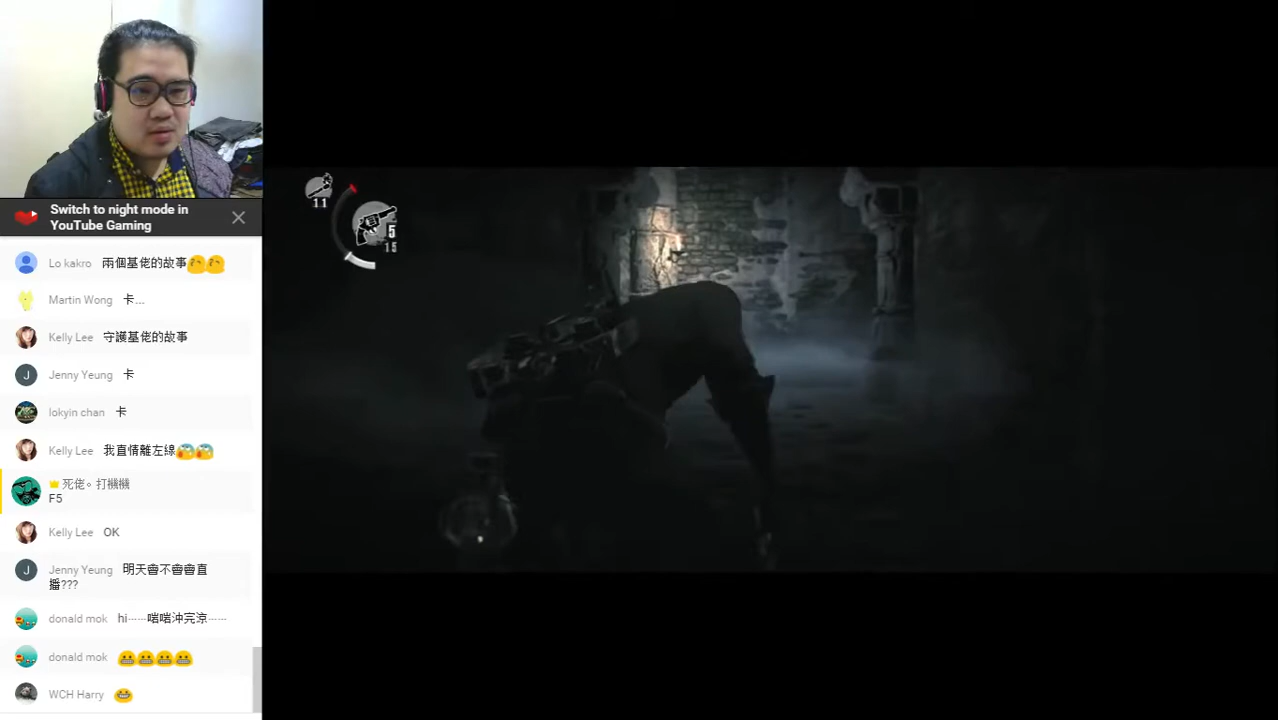 Switch to night mode in
YouTube Gaming
Lo kakro 兩個基佬的故事
Martin Wong 卡...
Kelly Lee 守護基佬的故事
Jenny Yeung 卡
lokyin chan 卡
Kelly Lee 我直情離左線
死佬。打機機
F5
Kelly Lee OK
Jenny Yeung 明天會不會會直
播???
donald mok hi……啱啱沖完涼……
donald mok
WCH Harry
11
5
15
J
J